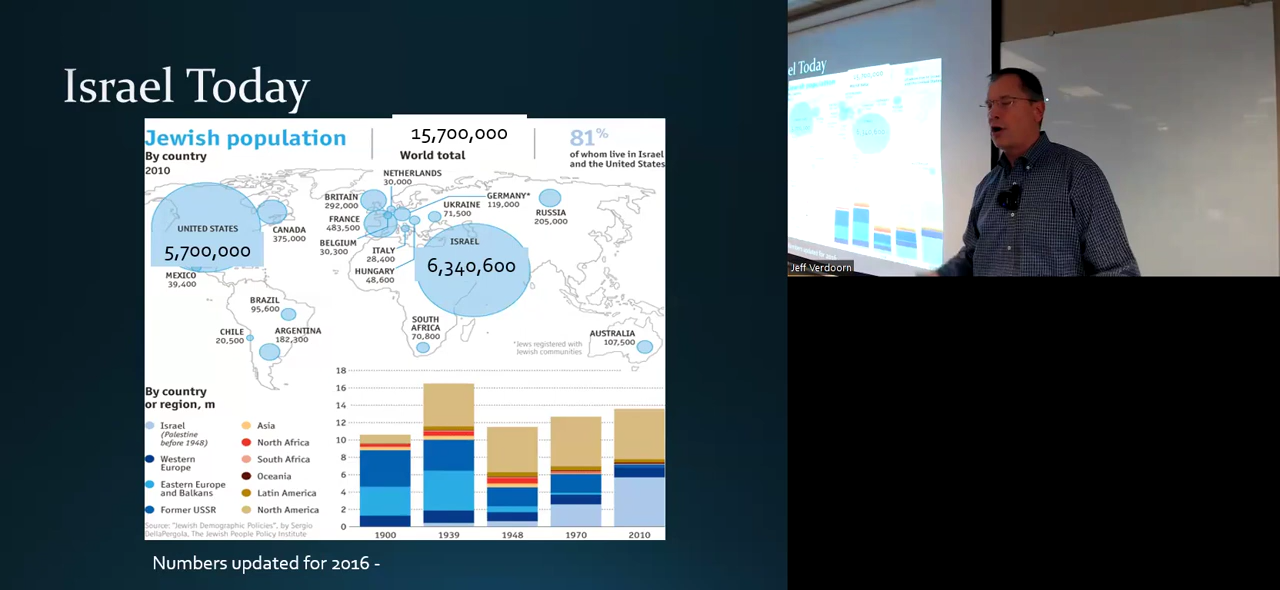 Israel Today
Jewish population
By country
2010
15,700,000
World total
81%
of whom live in Israel
and the United States
NETHERLANDS
30,000
BRITAIN
292,000
GERMANY*
119,000
UKRAINE
71,500
RUSSIA
205,000
UNITED STATES
5,700,000
CANADA
375,000
FRANCE
483,500
BELGIUM
30,300
ITALY
28,400
HUNGARY
48,600
ISRAEL
6,340,600
MEXICO
39,400
BRAZIL
95,600
CHILE
20,500
ARGENTINA
182,300
SOUTH
AFRICA
70,800
AUSTRALIA
107,500
*Jews registered with
Jewish communities
By country
or region, m
Israel
(Palestine
before 1948)
Western
Europe
Eastern Europe
and Balkans
Former USSR
Asia
North Africa
South Africa
Oceania
Latin America
North America
18
16
14
12
10
8
6
4
2
0
1900
1939
1948
1970
2010
Source: "Jewish Demographic Policies", by Sergio
DellaPergola, The Jewish People Policy Institute
Numbers updated for 2016 -
el Today
Jeff Verdoorn